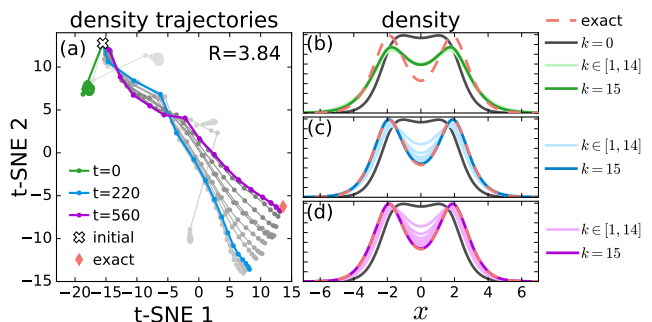 density trajectories
(a)
R=3.84
t=0
t=220
t=560
initial
exact
10
5
0
−5
−10
−15
−20 −15 −10 −5 0 5 10 15
t-SNE 1
t-SNE 2
density
(b)
(c)
(d)
−6 −4 −2 0 2 4 6
x
exact
k = 0
k ∈ [1, 14]
k = 15
k ∈ [1, 14]
k = 15
k ∈ [1, 14]
k = 15